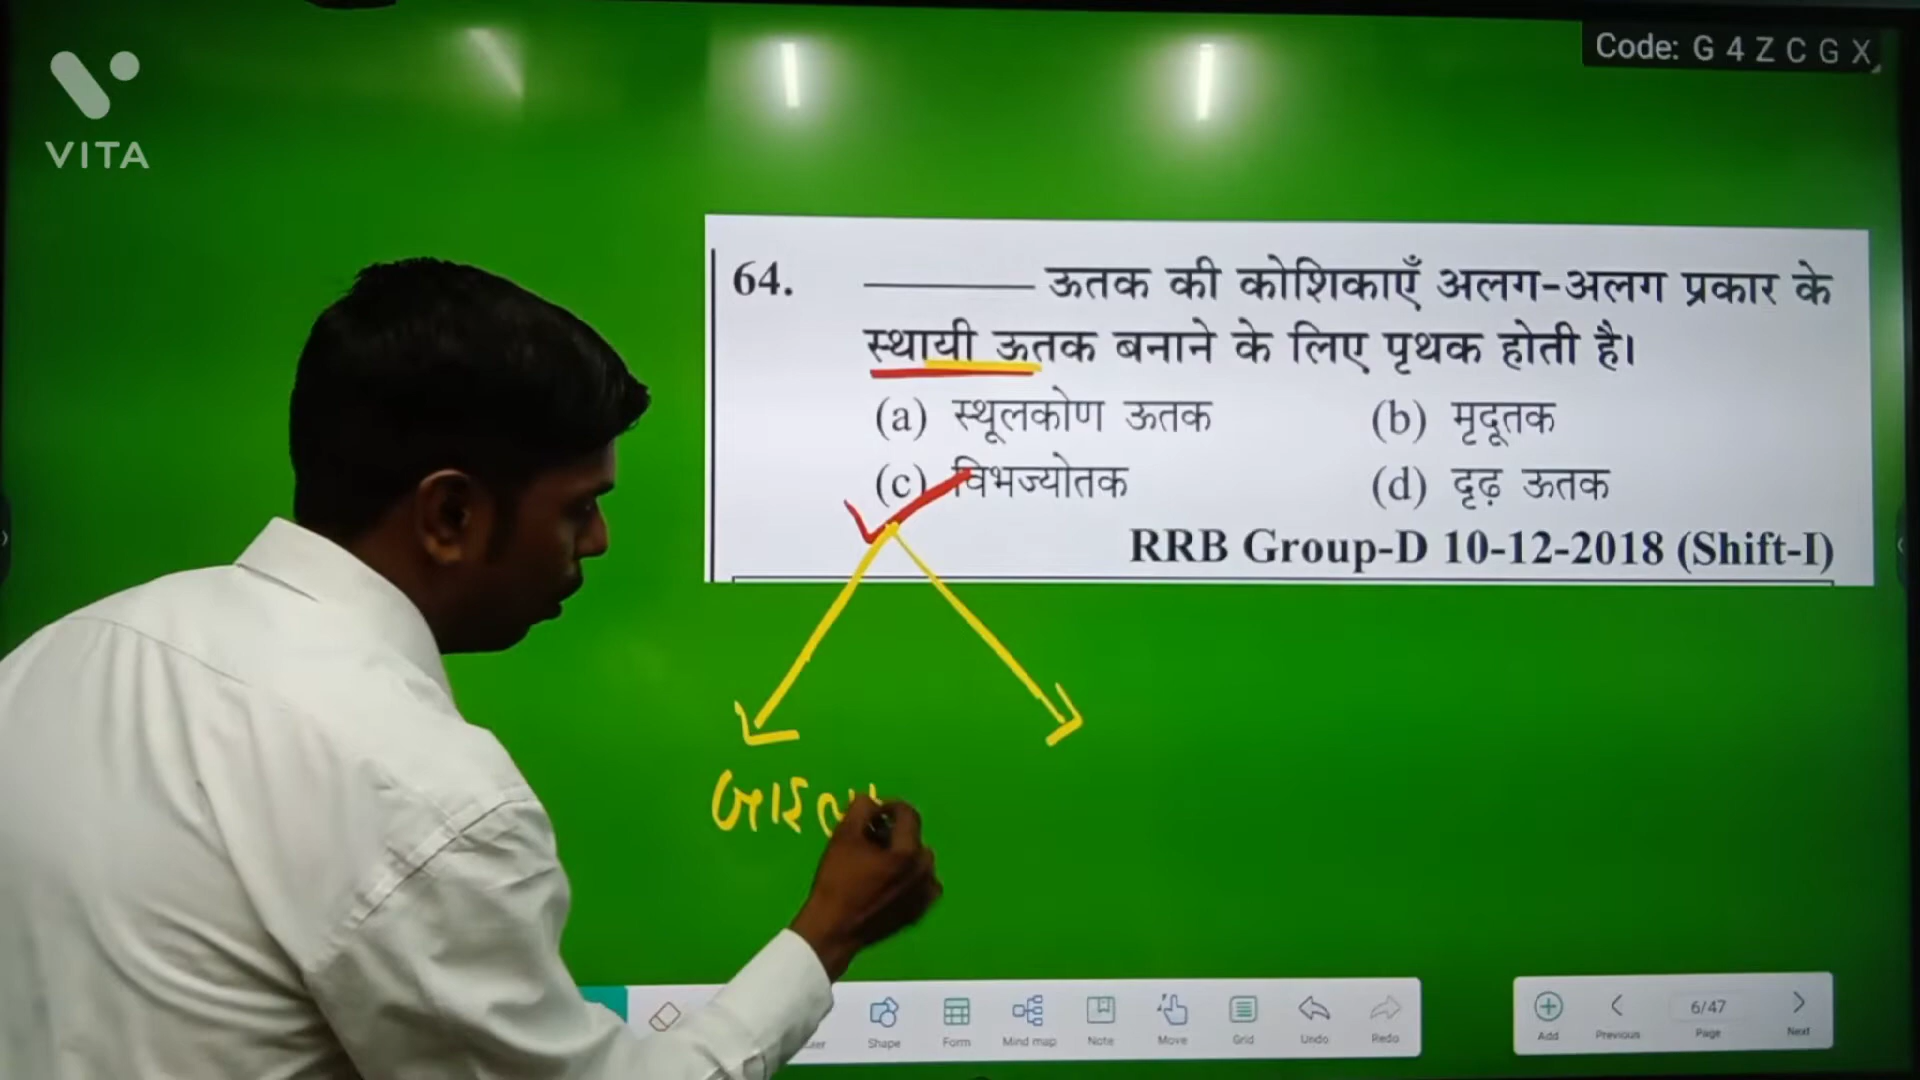 Code: G 4 Z C G X
VITA
64. ऊतक की कोशिकाएँ अलग-अलग प्रकार के
स्थायी ऊतक बनाने के लिए पृथक होती है।
(a) स्थूलकोण ऊतक (b) मृदूतक
(c) विभज्योतक (d) दृढ़ ऊतक
RRB Group-D 10-12-2018 (Shift-I)
Shape Form Mind map Note Move Grid Undo Redo
Add Previous 6/47 Page Next